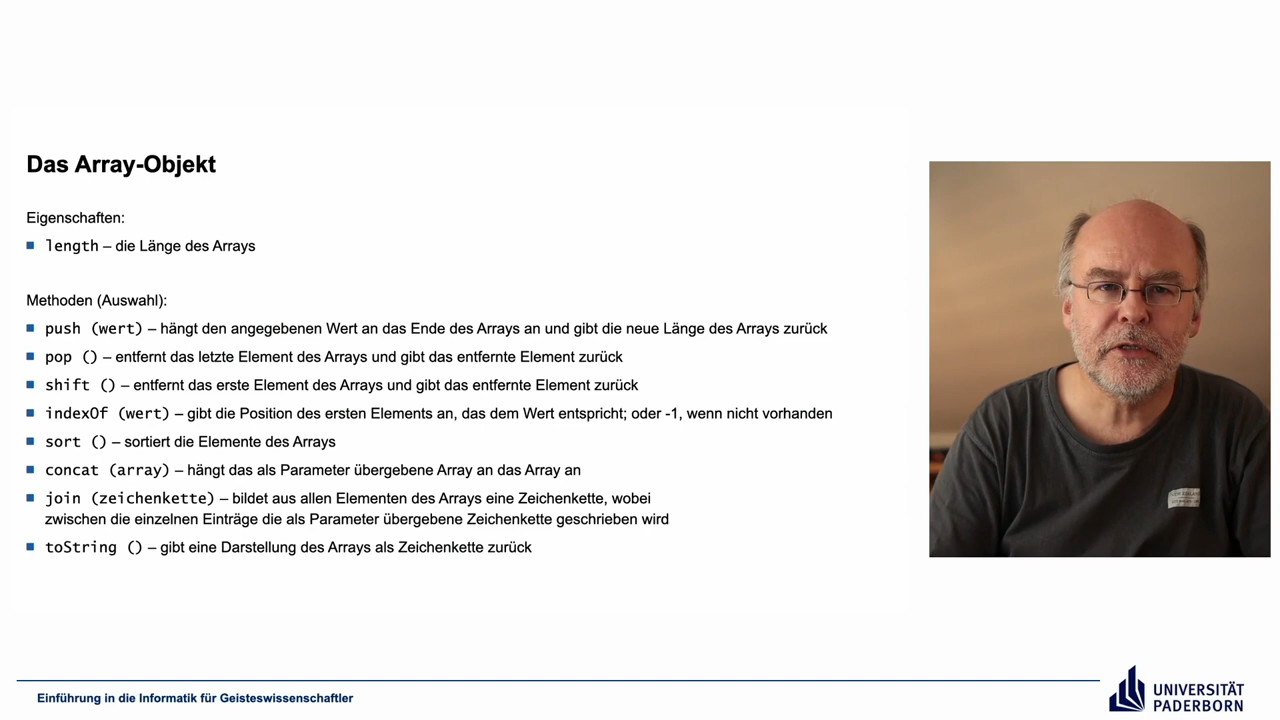 Das Array-Objekt
Eigenschaften:
length – die Länge des Arrays
Methoden (Auswahl):
push (wert) – hängt den angegebenen Wert an das Ende des Arrays an und gibt die neue Länge des Arrays zurück
pop () – entfernt das letzte Element des Arrays und gibt das entfernte Element zurück
shift () – entfernt das erste Element des Arrays und gibt das entfernte Element zurück
indexOf (wert) – gibt die Position des ersten Elements an, das dem Wert entspricht; oder -1, wenn nicht vorhanden
sort () – sortiert die Elemente des Arrays
concat (array) – hängt das als Parameter übergebene Array an das Array an
join (zeichenkette) – bildet aus allen Elementen des Arrays eine Zeichenkette, wobei
zwischen die einzelnen Einträge die als Parameter übergebene Zeichenkette geschrieben wird
toString () – gibt eine Darstellung des Arrays als Zeichenkette zurück
Einführung in die Informatik für Geisteswissenschaftler
UNIVERSITÄT
PADERBORN